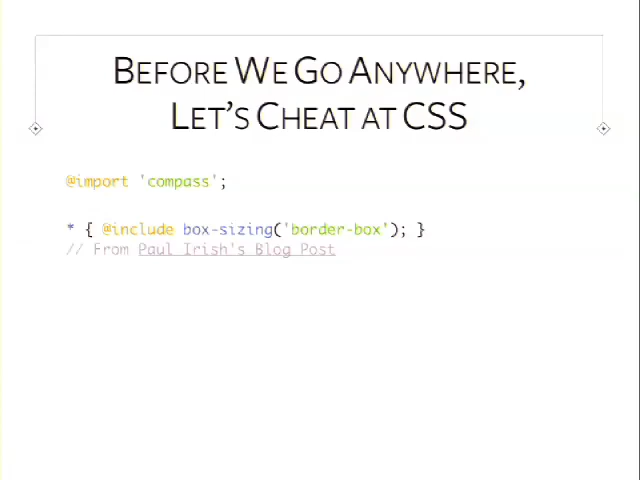 Before We Go Anywhere,
Let's Cheat at CSS
@import 'compass';
* { @include box-sizing('border-box'); }
// From Paul Irish's Blog Post